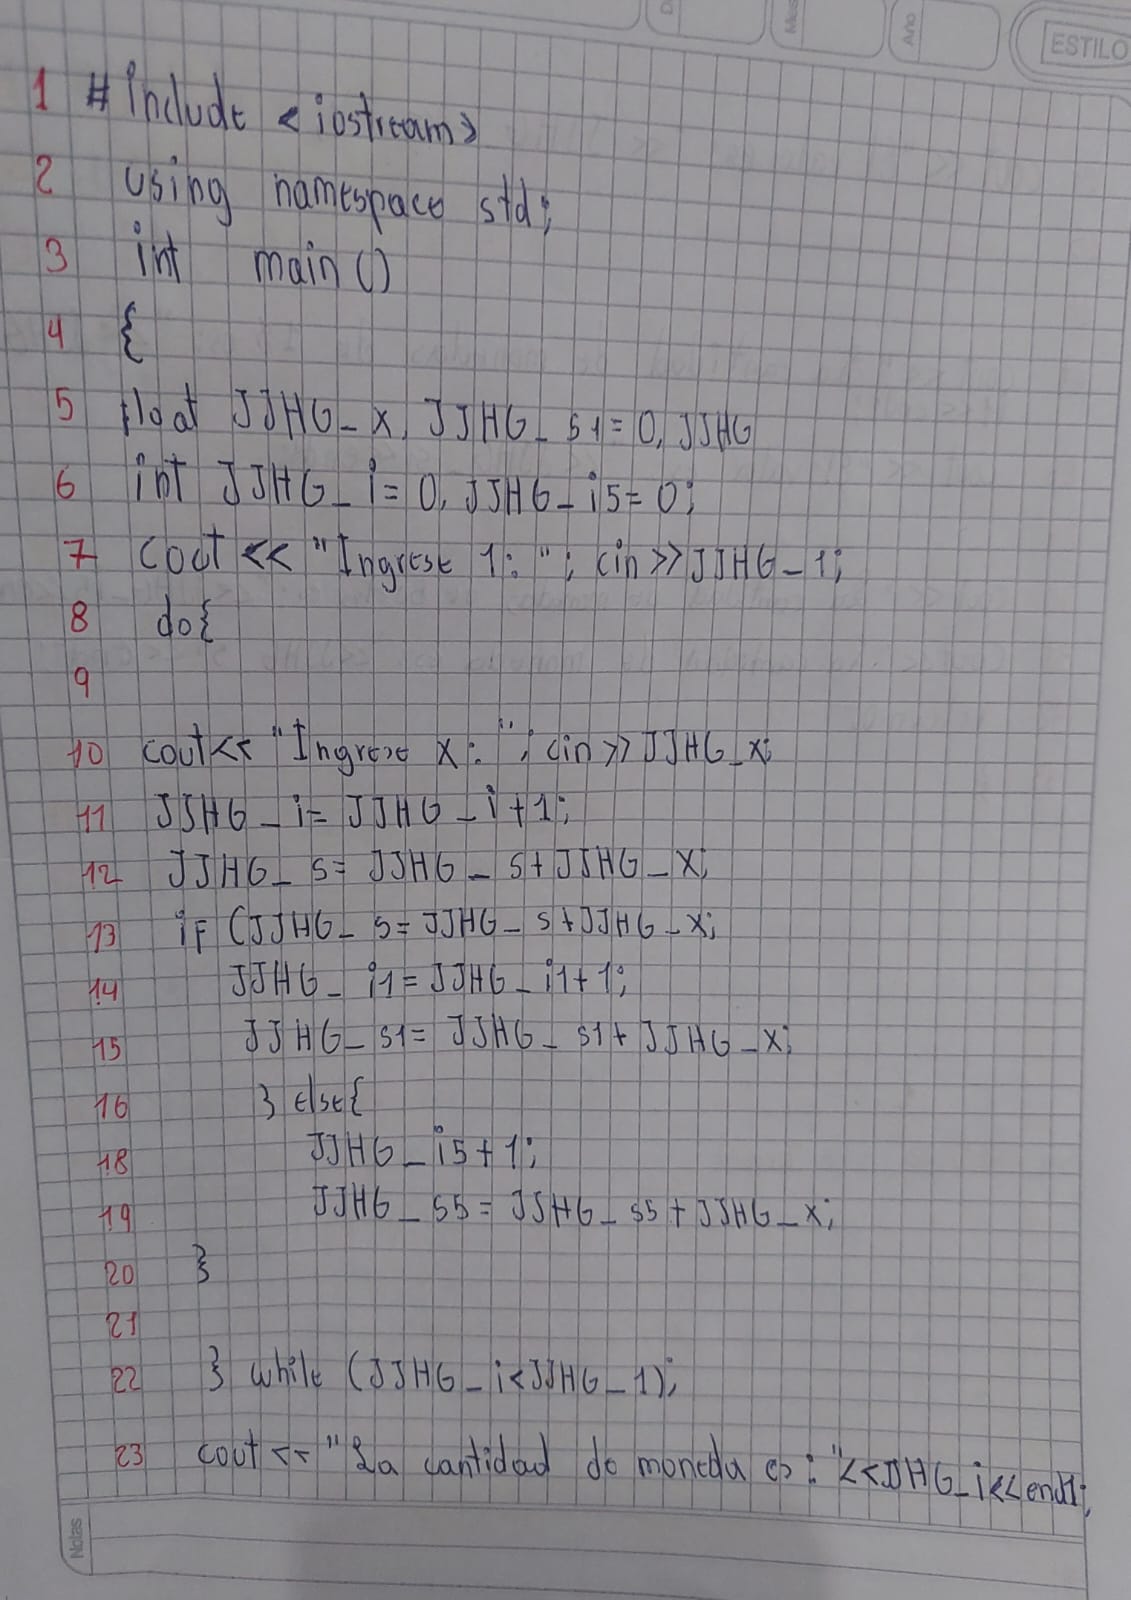 D
Mes
Año
ESTILO
1 #include <iostream>
2 using namespace std;
3 int main()
4 {
5 float JJHG_x, JJHG_s1=0, JJHG
6 int JJHG_i=0, JJHG_i5=0;
7 cout<< "Ingrese 1: "; cin>>JJHG_1;
8 do{
9
10 cout<< "Ingrese x: "; cin>>JJHG_x;
11 JJHG_i= JJHG_i+1;
12 JJHG_s= JJHG_s+JJHG_x;
13 if (JJHG_s= JJHG_s+JJHG_x;
14 JJHG_i1= JJHG_i1+1;
15 JJHG_s1= JJHG_s1+ JJHG_x;
16 } else{
18 JJHG_i5+1;
19 JJHG_s5= JJHG_s5+JJHG_x;
20 }
21
22 } while (JJHG_i<JJHG_1);
23 cout<< "La cantidad de moneda es: "<<JJHG_i<<endl;
Notas